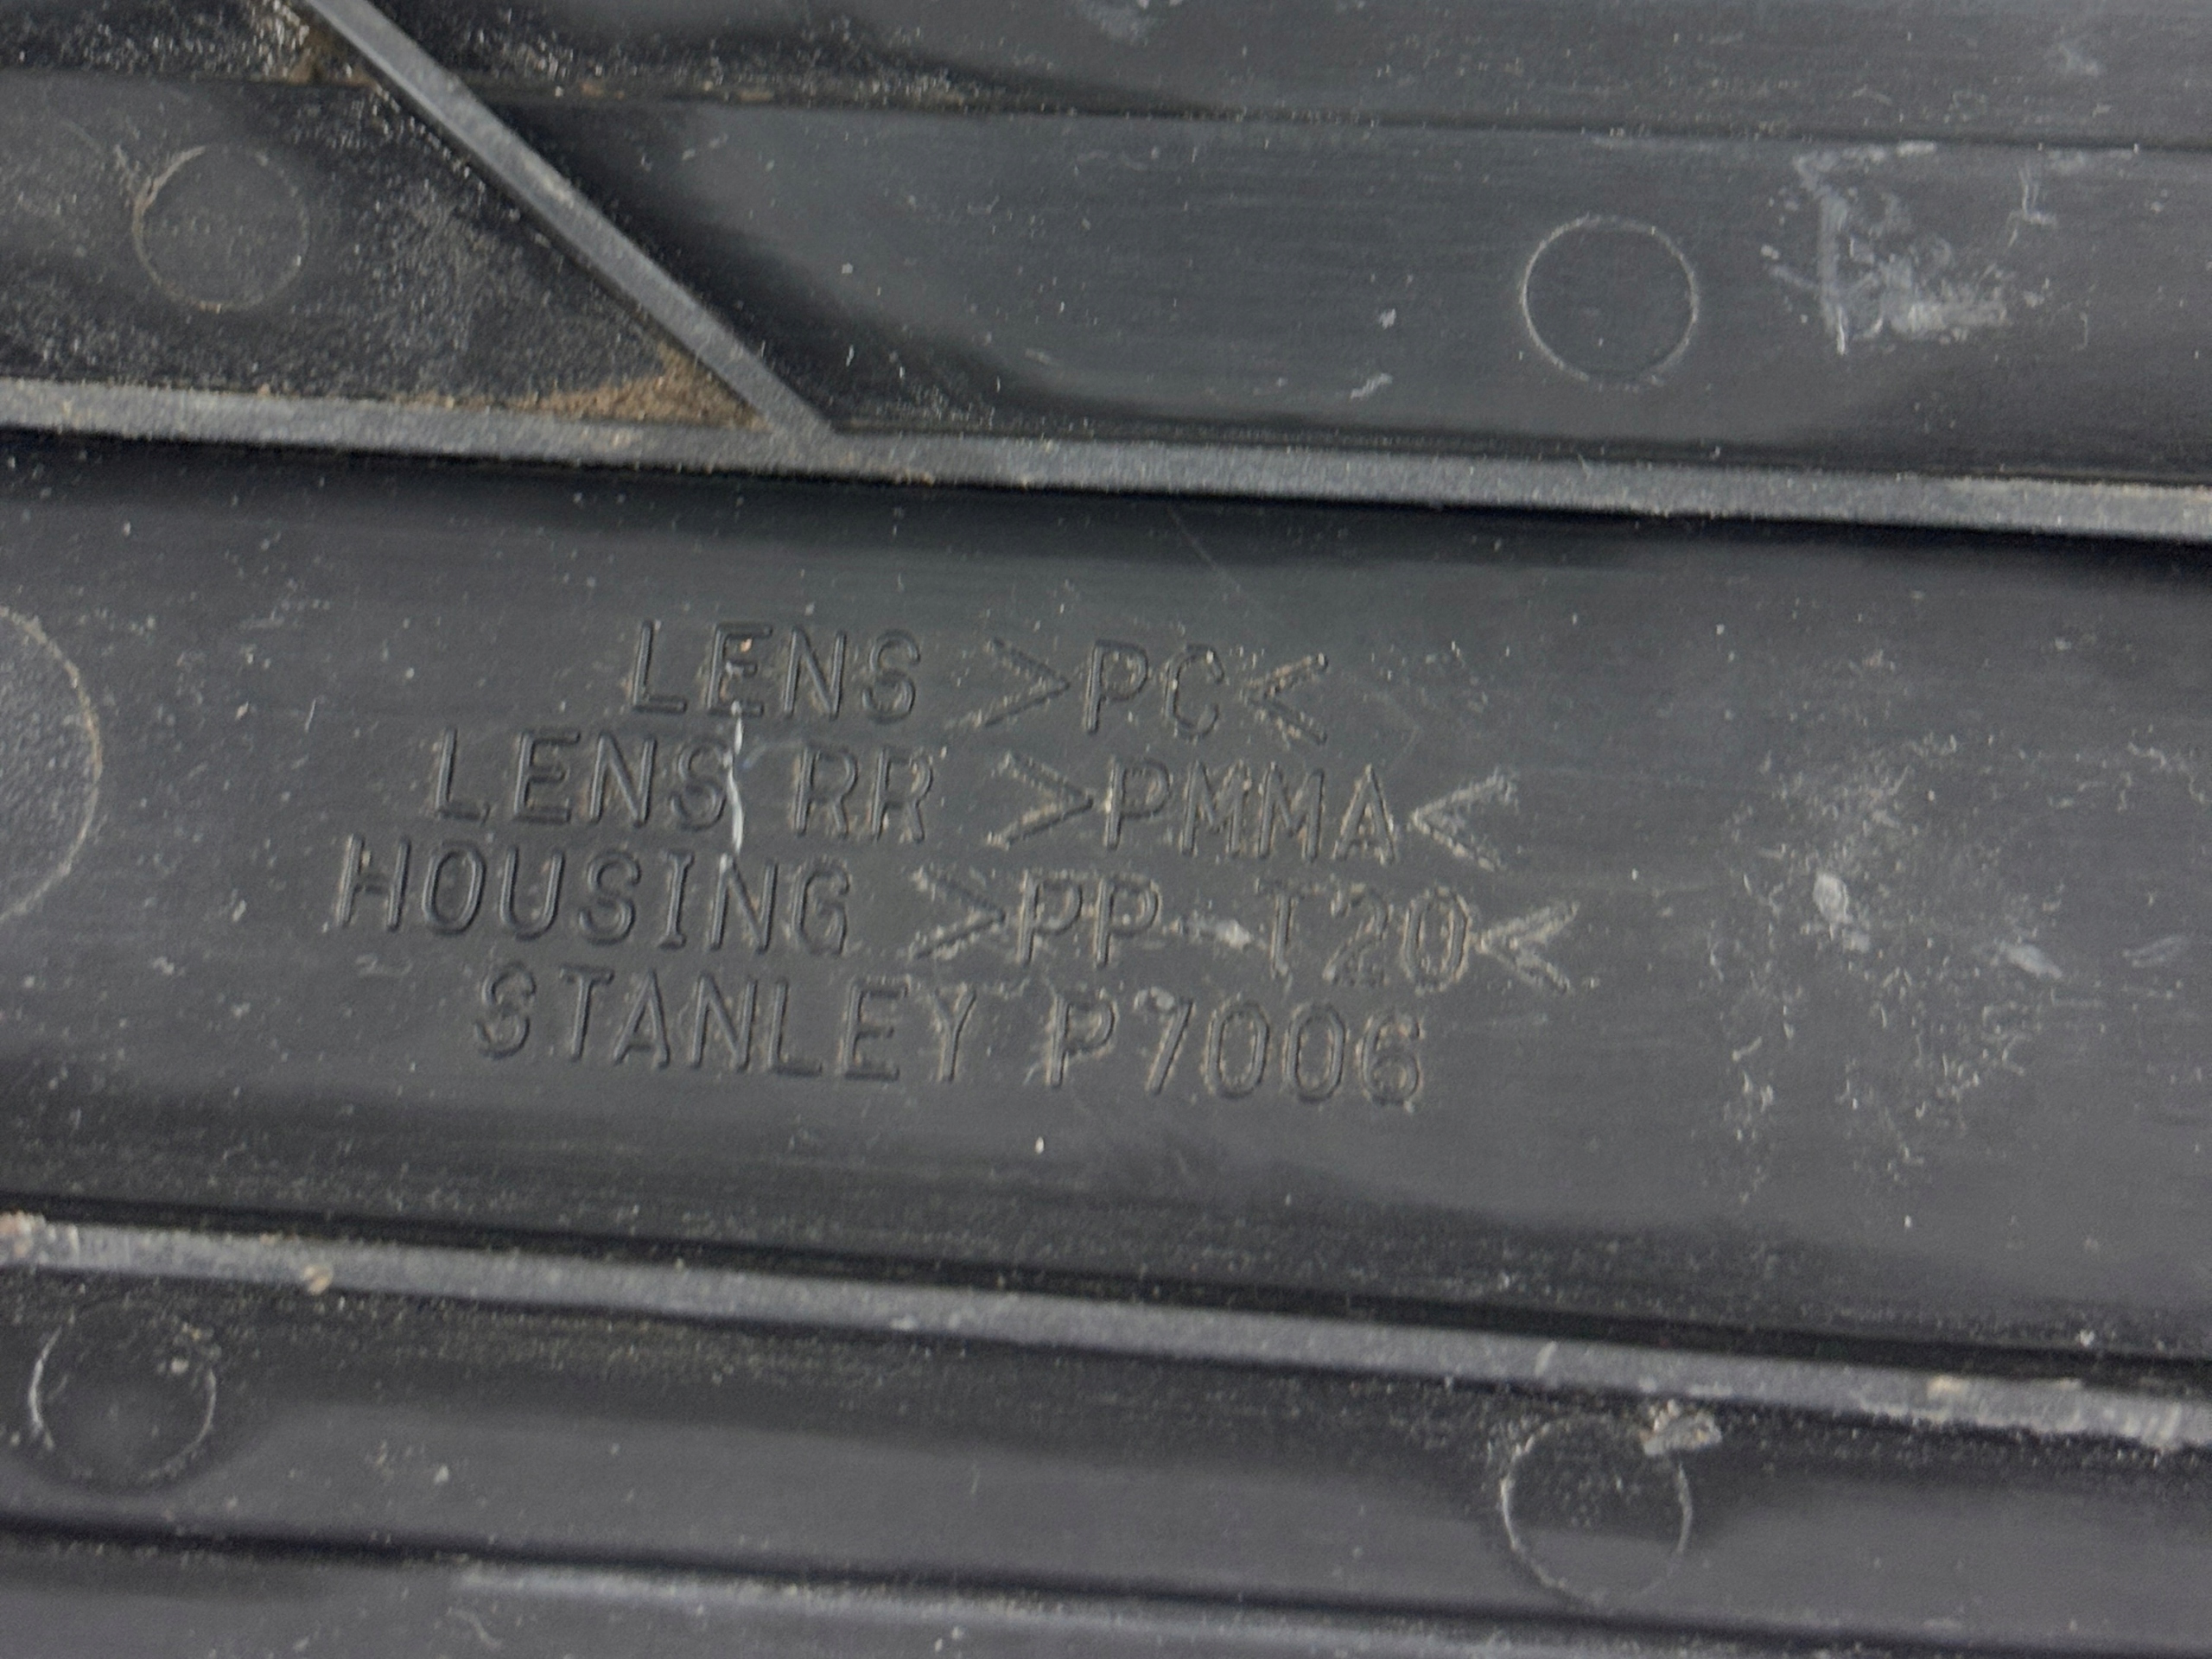 LENS >PC<
LENS RR >PMMA<
HOUSING >PP-T20<
STANLEY P7006